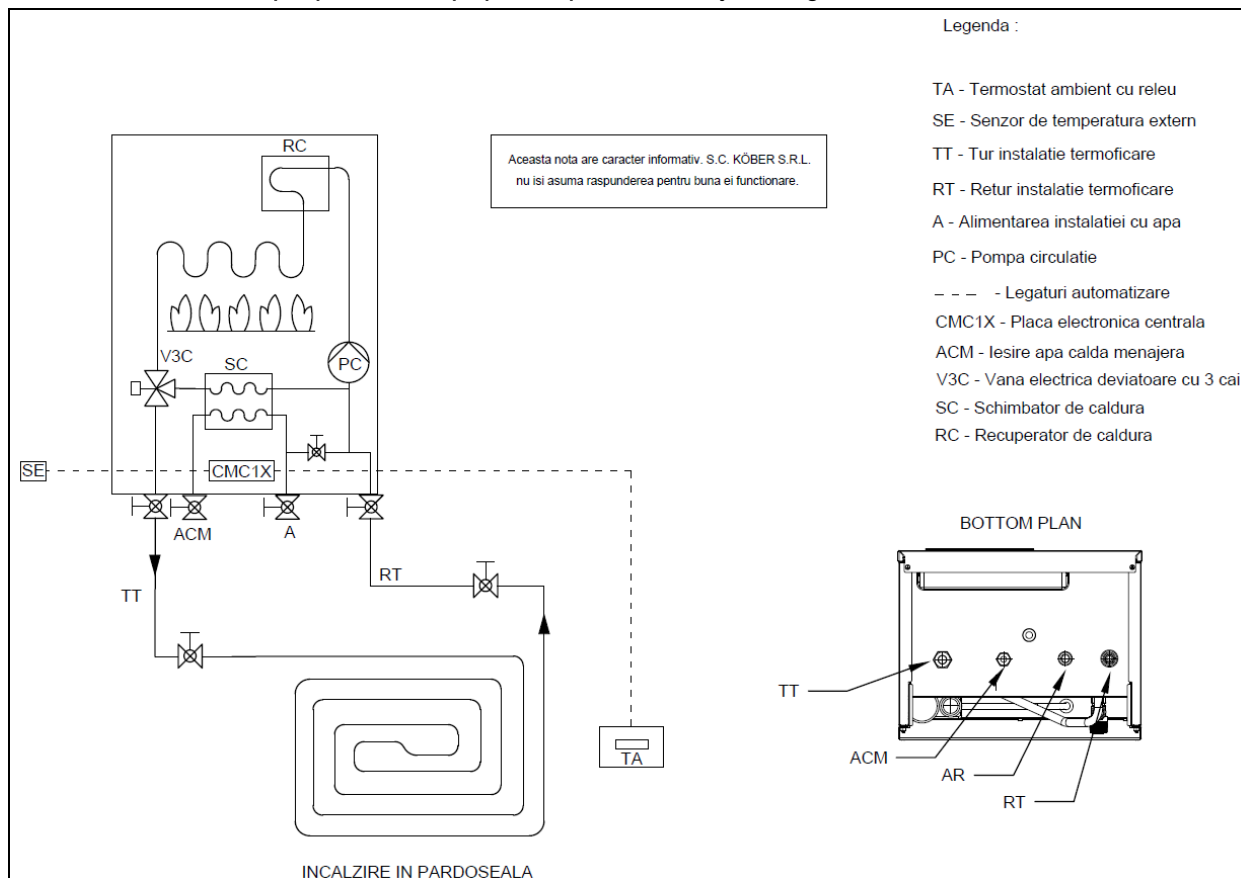 Legenda :
TA - Termostat ambient cu releu
SE - Senzor de temperatura extern
TT - Tur instalatie termoficare
RT - Retur instalatie termoficare
A - Alimentarea instalatiei cu apa
PC - Pompa circulatie
- Legaturi automatizare
CMC1X - Placa electronica centrala
ACM - Iesire apa calda menajera
V3C - Vana electrica deviatoare cu 3 cai
SC - Schimbator de caldura
RC - Recuperator de caldura
Aceasta nota are caracter informativ. S.C. KÖBER S.R.L.
nu isi asuma raspunderea pentru buna ei functionare.
RC
V3C
SC
PC
SE
CMC1X
ACM
A
TT
RT
TA
INCALZIRE IN PARDOSEALA
BOTTOM PLAN
TT
ACM
AR
RT